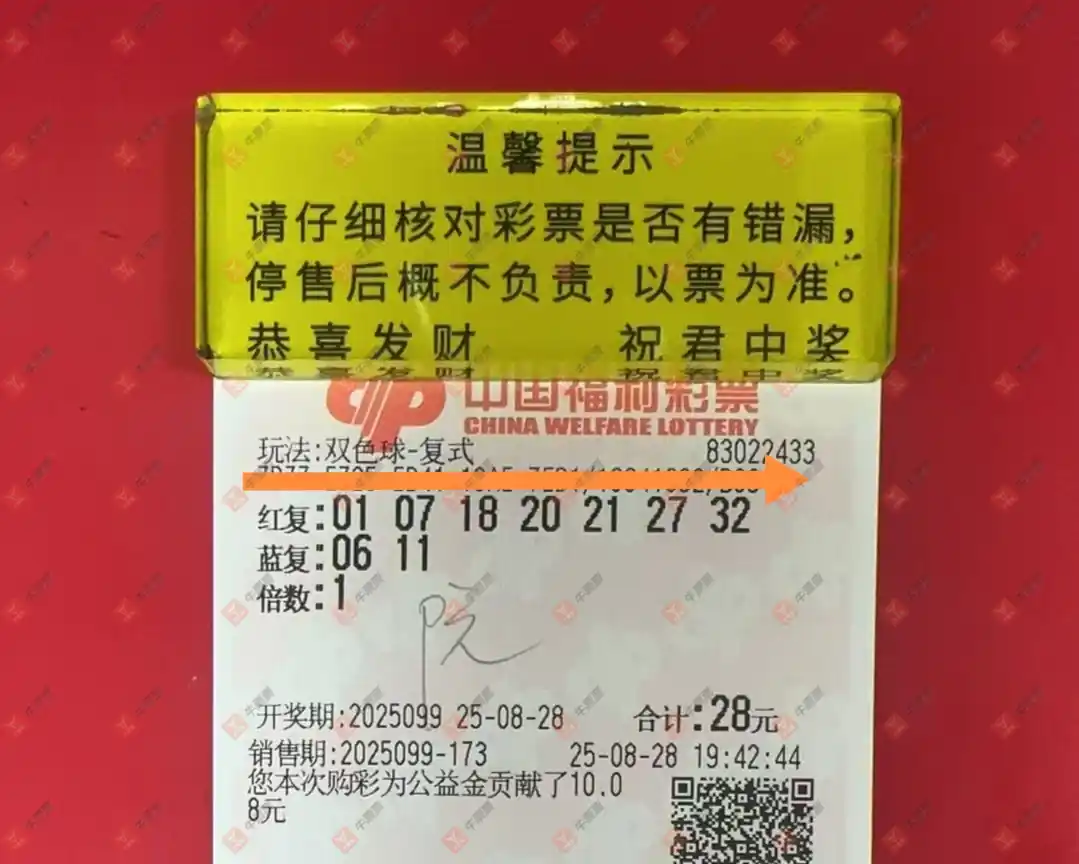 温馨提示
请仔细核对彩票是否有错漏，
停售后概不负责，以票为准。
恭喜发财 祝君中奖
中国福利彩票
CHINA WELFARE LOTTERY
玩法:双色球-复式 83022433
红复:01 07 18 20 21 27 32
蓝复:06 11
倍数:1
开奖期:2025099 25-08-28 合计:28元
销售期:2025099-173 25-08-28 19:42:44
您本次购彩为公益金贡献了10.0
8元